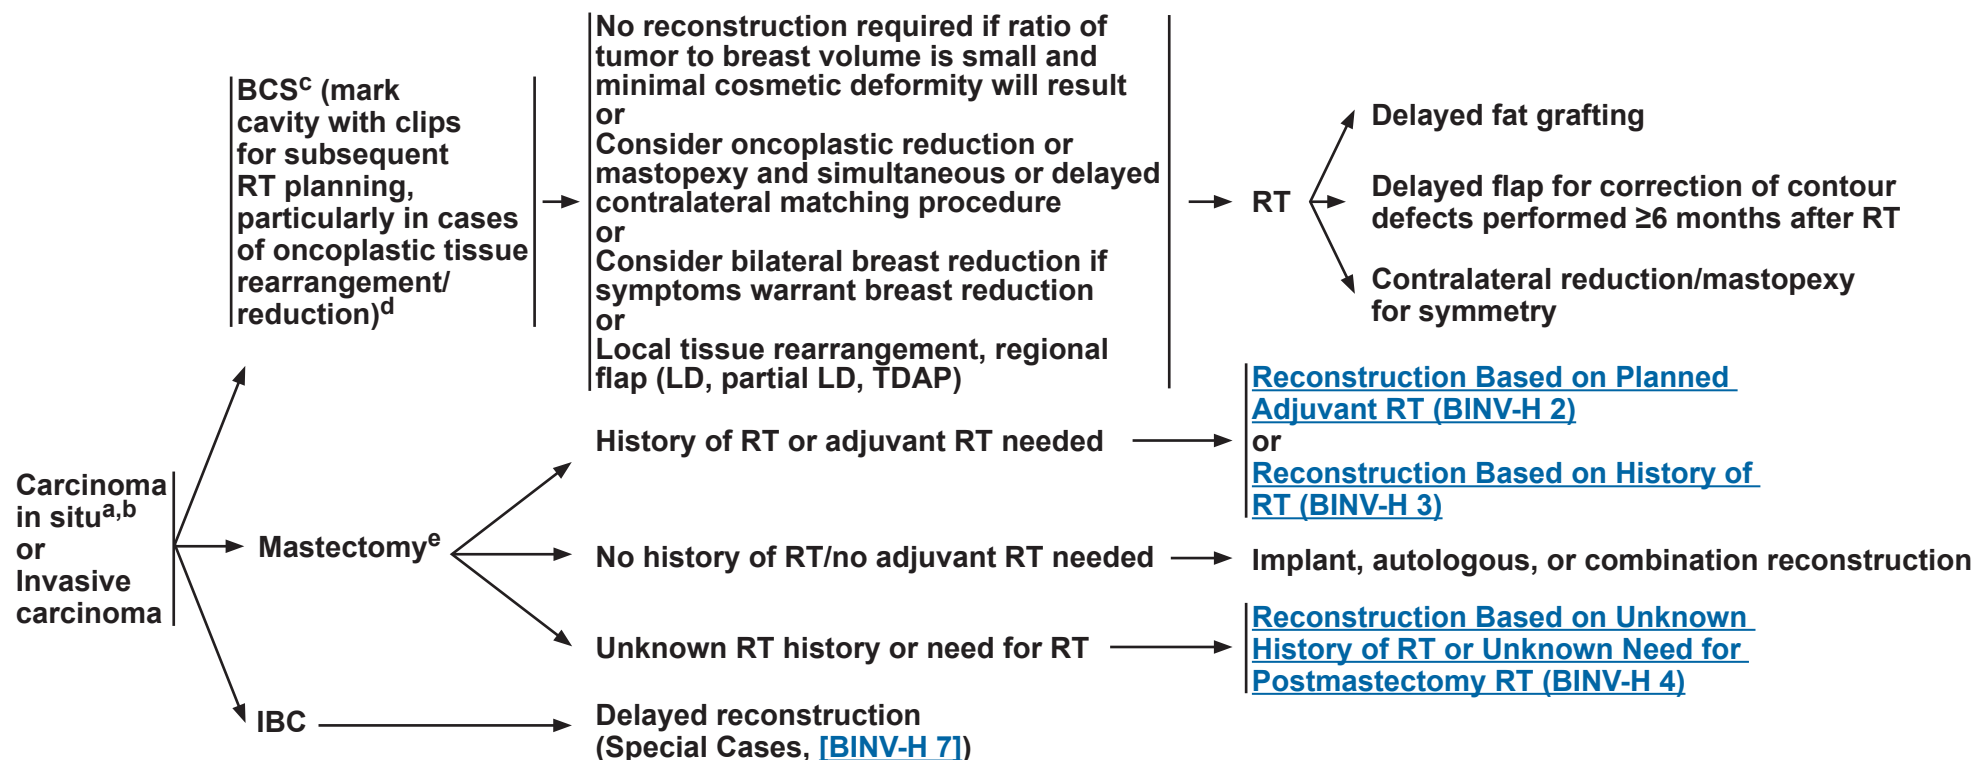 BCSc (mark
cavity with clips
for subsequent
RT planning,
particularly in cases
of oncoplastic tissue
rearrangement/
reduction)d
No reconstruction required if ratio of
tumor to breast volume is small and
minimal cosmetic deformity will result
or
Consider oncoplastic reduction or
mastopexy and simultaneous or delayed
contralateral matching procedure
or
Consider bilateral breast reduction if
symptoms warrant breast reduction
or
Local tissue rearrangement, regional
flap (LD, partial LD, TDAP)
RT
Delayed fat grafting
Delayed flap for correction of contour
defects performed ≥6 months after RT
Contralateral reduction/mastopexy
for symmetry
Carcinoma
in situa,b
or
Invasive
carcinoma
Mastectomye
History of RT or adjuvant RT needed
Reconstruction Based on Planned
Adjuvant RT (BINV-H 2)
or
Reconstruction Based on History of
RT (BINV-H 3)
No history of RT/no adjuvant RT needed
Implant, autologous, or combination reconstruction
Unknown RT history or need for RT
Reconstruction Based on Unknown
History of RT or Unknown Need for
Postmastectomy RT (BINV-H 4)
IBC
Delayed reconstruction
(Special Cases, [BINV-H 7])